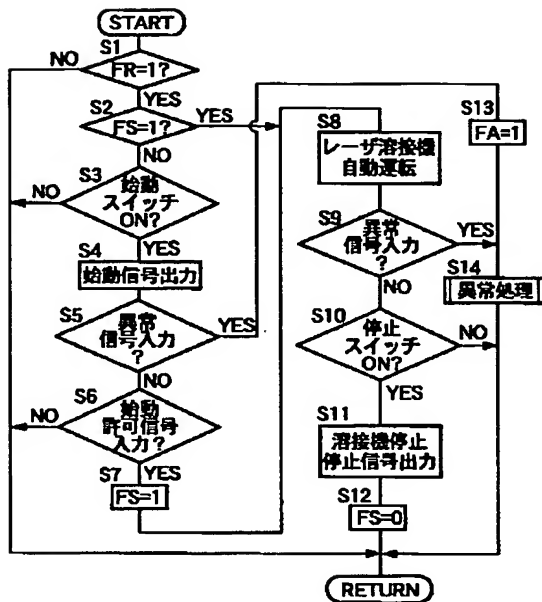 START
S1
NO
FR=1?
YES
S2
FS=1?
YES
NO
S3
NO
始動
スイッチ
ON?
YES
S4
始動信号出力
S5
異常
信号入力
?
YES
NO
S6
NO
始動
許可信号
入力?
YES
S7
FS=1
S8
レーザ溶接機
自動運転
S9
異常
信号入力
?
YES
NO
S10
停止
スイッチ
ON?
NO
YES
S11
溶接機停止
停止信号出力
S12
FS=0
S13
FA=1
S14
異常処理
RETURN